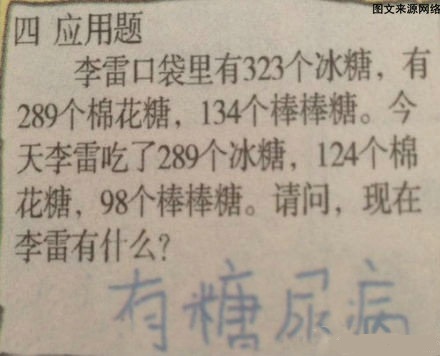 图文来源网络
四 应用题
李雷口袋里有323个冰糖，有
289个棉花糖，134个棒棒糖。今
天李雷吃了289个冰糖，124个棉
花糖，98个棒棒糖。请问，现在
李雷有什么？
有糖尿病